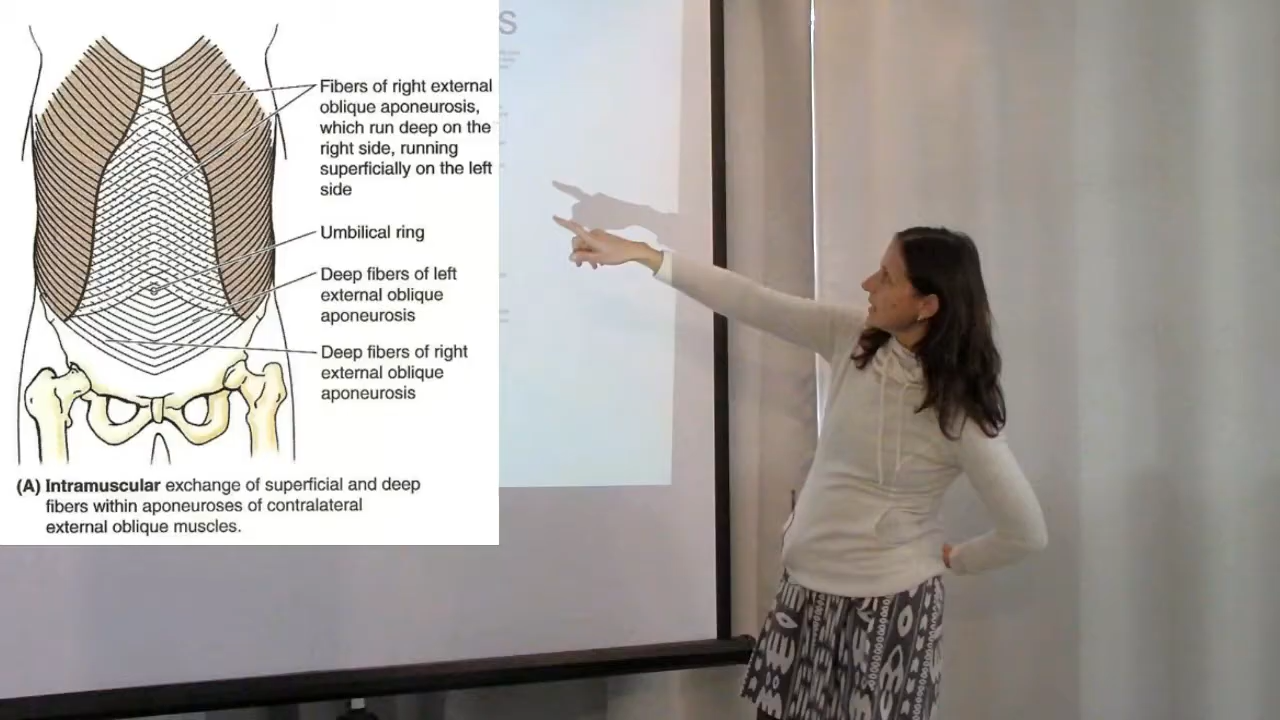 S
Fibers of right external
oblique aponeurosis,
which run deep on the
right side, running
superficially on the left
side
Umbilical ring
Deep fibers of left
external oblique
aponeurosis
Deep fibers of right
external oblique
aponeurosis
(A) Intramuscular exchange of superficial and deep
fibers within aponeuroses of contralateral
external oblique muscles.